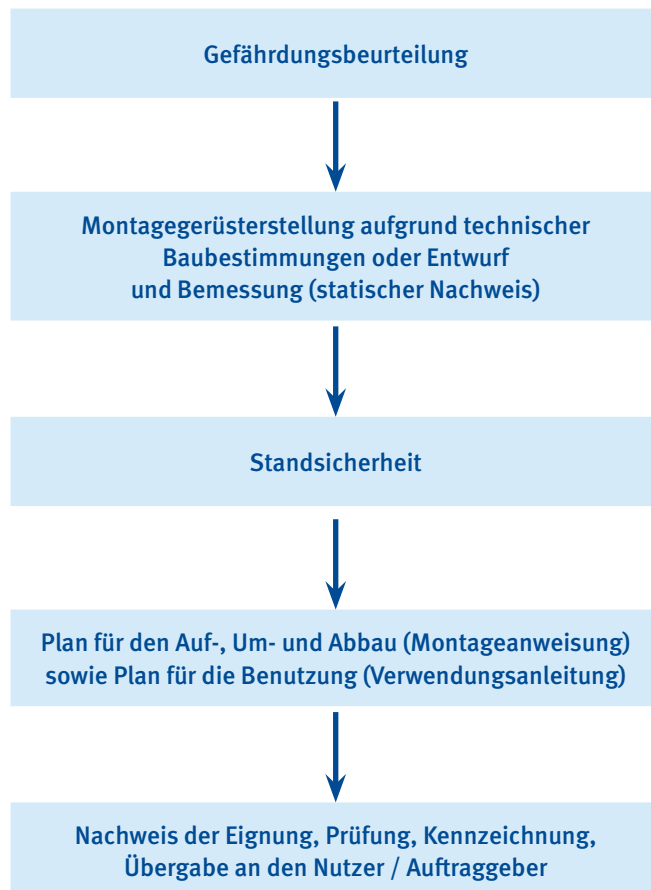 Gefährdungsbeurteilung
Montagegerüsterstellung aufgrund technischer
Baubestimmungen oder Entwurf
und Bemessung (statischer Nachweis)
Standsicherheit
Plan für den Auf-, Um- und Abbau (Montageanweisung)
sowie Plan für die Benutzung (Verwendungsanleitung)
Nachweis der Eignung, Prüfung, Kennzeichnung,
Übergabe an den Nutzer / Auftraggeber